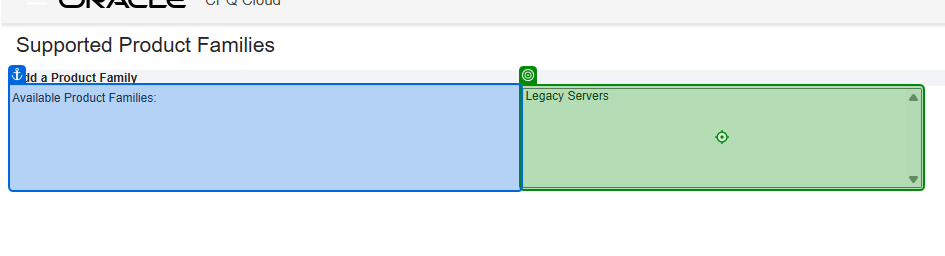 ORACLE CPQ Cloud
Supported Product Families
dd a Product Family
Available Product Families:
Legacy Servers